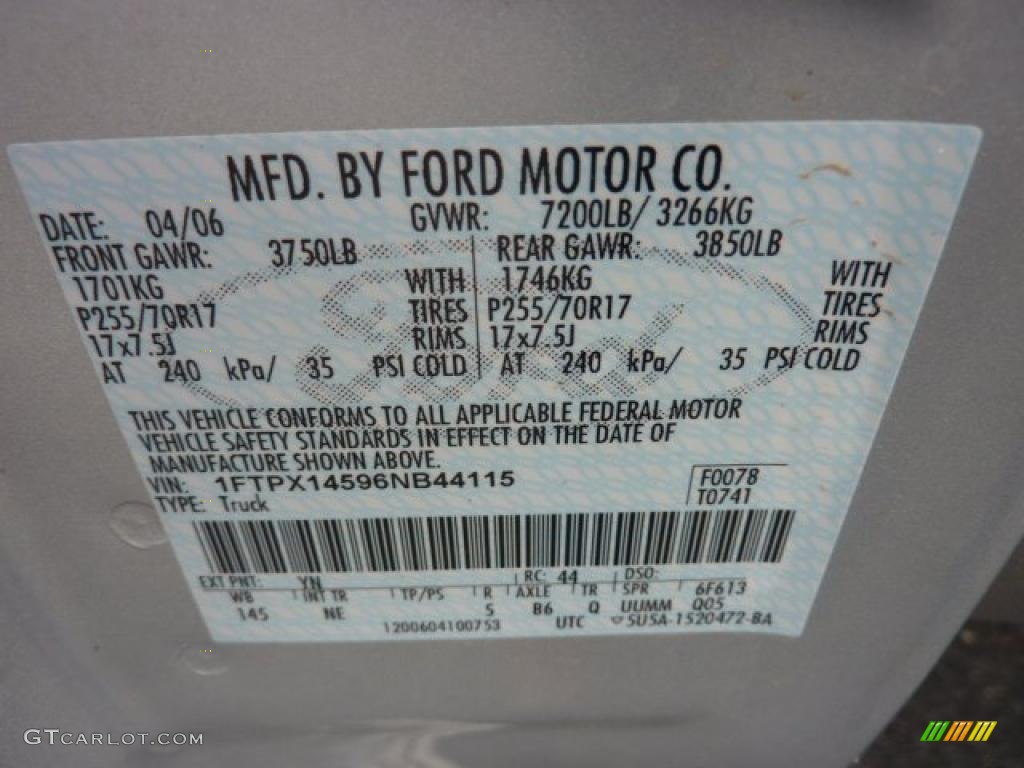 MFD. BY FORD MOTOR CO.
DATE: 04/06 GVWR: 7200LB/ 3266KG
FRONT GAWR: 3750LB REAR GAWR: 3850LB
1701KG WITH 1746KG WITH
P255/70R17 TIRES P255/70R17 TIRES
17x7.5J RIMS 17x7.5J RIMS
AT 240 kPa/ 35 PSI COLD AT 240 kPa/ 35 PSI COLD
THIS VEHICLE CONFORMS TO ALL APPLICABLE FEDERAL MOTOR
VEHICLE SAFETY STANDARDS IN EFFECT ON THE DATE OF
MANUFACTURE SHOWN ABOVE.
VIN: 1FTPX14596NB44115 F0078
TYPE: Truck T0741
EXT PNT: YN RC: 44 DSO:
WB INT TR TP/PS R AXLE TR SPR 6F613
145 NE 5 B6 Q UUMM Q05
1200604100753 UTC 5U5A-1520472-BA
Ford
GTCARLOT.COM